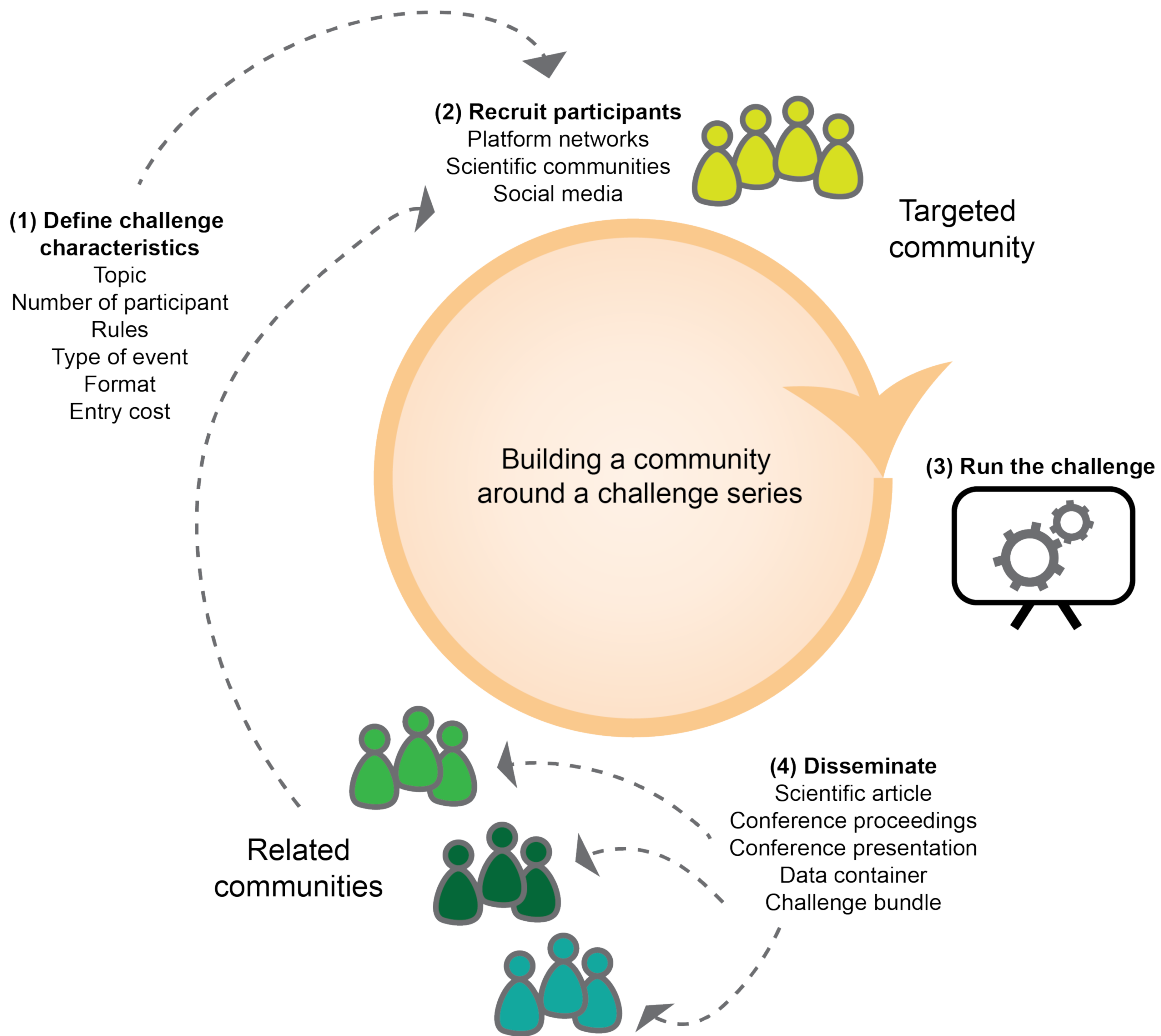 (1) Define challenge
characteristics
Topic
Number of participant
Rules
Type of event
Format
Entry cost
(2) Recruit participants
Platform networks
Scientific communities
Social media
Targeted
community
Building a community
around a challenge series
(3) Run the challenge
(4) Disseminate
Scientific article
Conference proceedings
Conference presentation
Data container
Challenge bundle
Related
communities